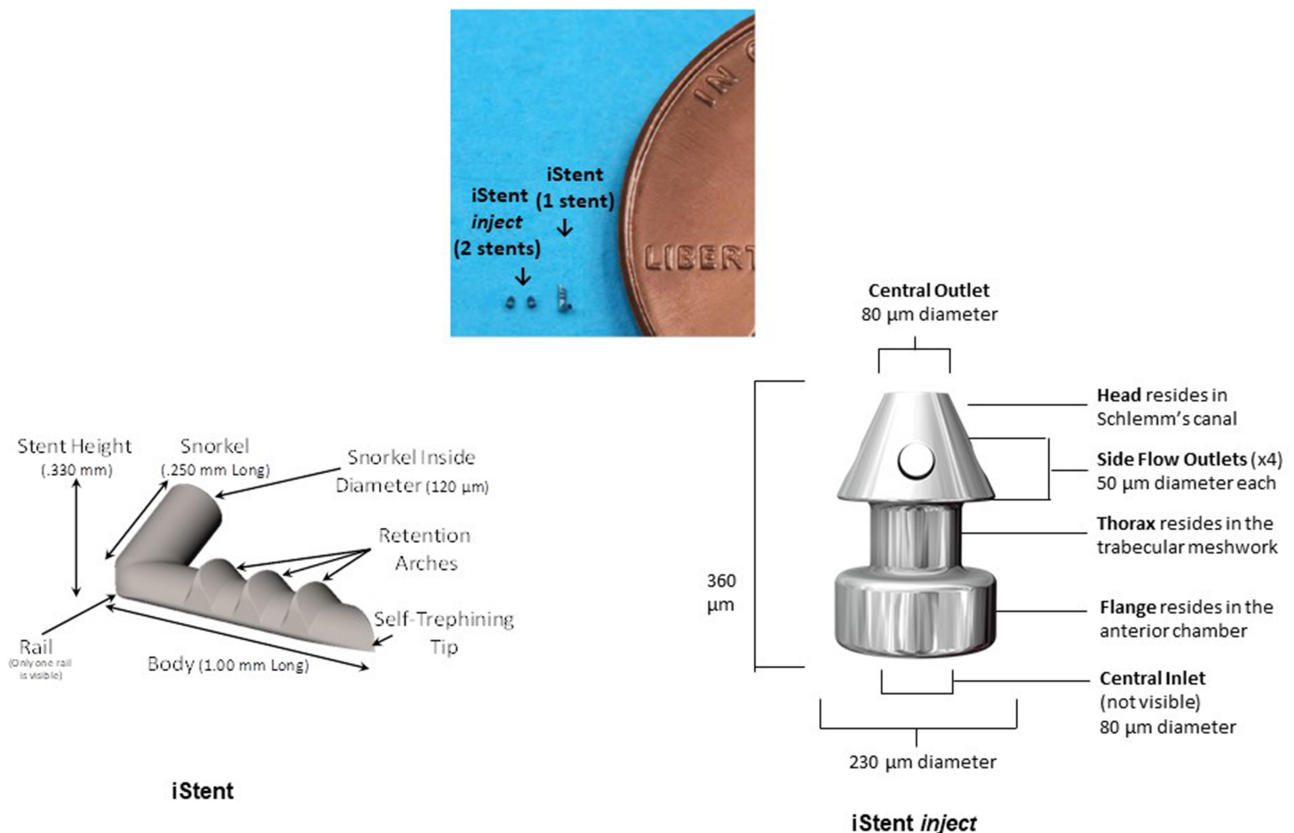 IN
LIBERT
iStent
(1 stent)
iStent
inject
(2 stents)
Stent Height
(.330 mm)
Snorkel
(.250 mm Long)
Snorkel Inside
Diameter (120 µm)
Retention
Arches
Self-Trephining
Tip
Rail
(Only one rail
is visible)
Body (1.00 mm Long)
iStent
Central Outlet
80 µm diameter
Head resides in
Schlemm's canal
Side Flow Outlets (x4)
50 µm diameter each
Thorax resides in the
trabecular meshwork
360
µm
Flange resides in the
anterior chamber
Central Inlet
(not visible)
80 µm diameter
230 µm diameter
iStent inject